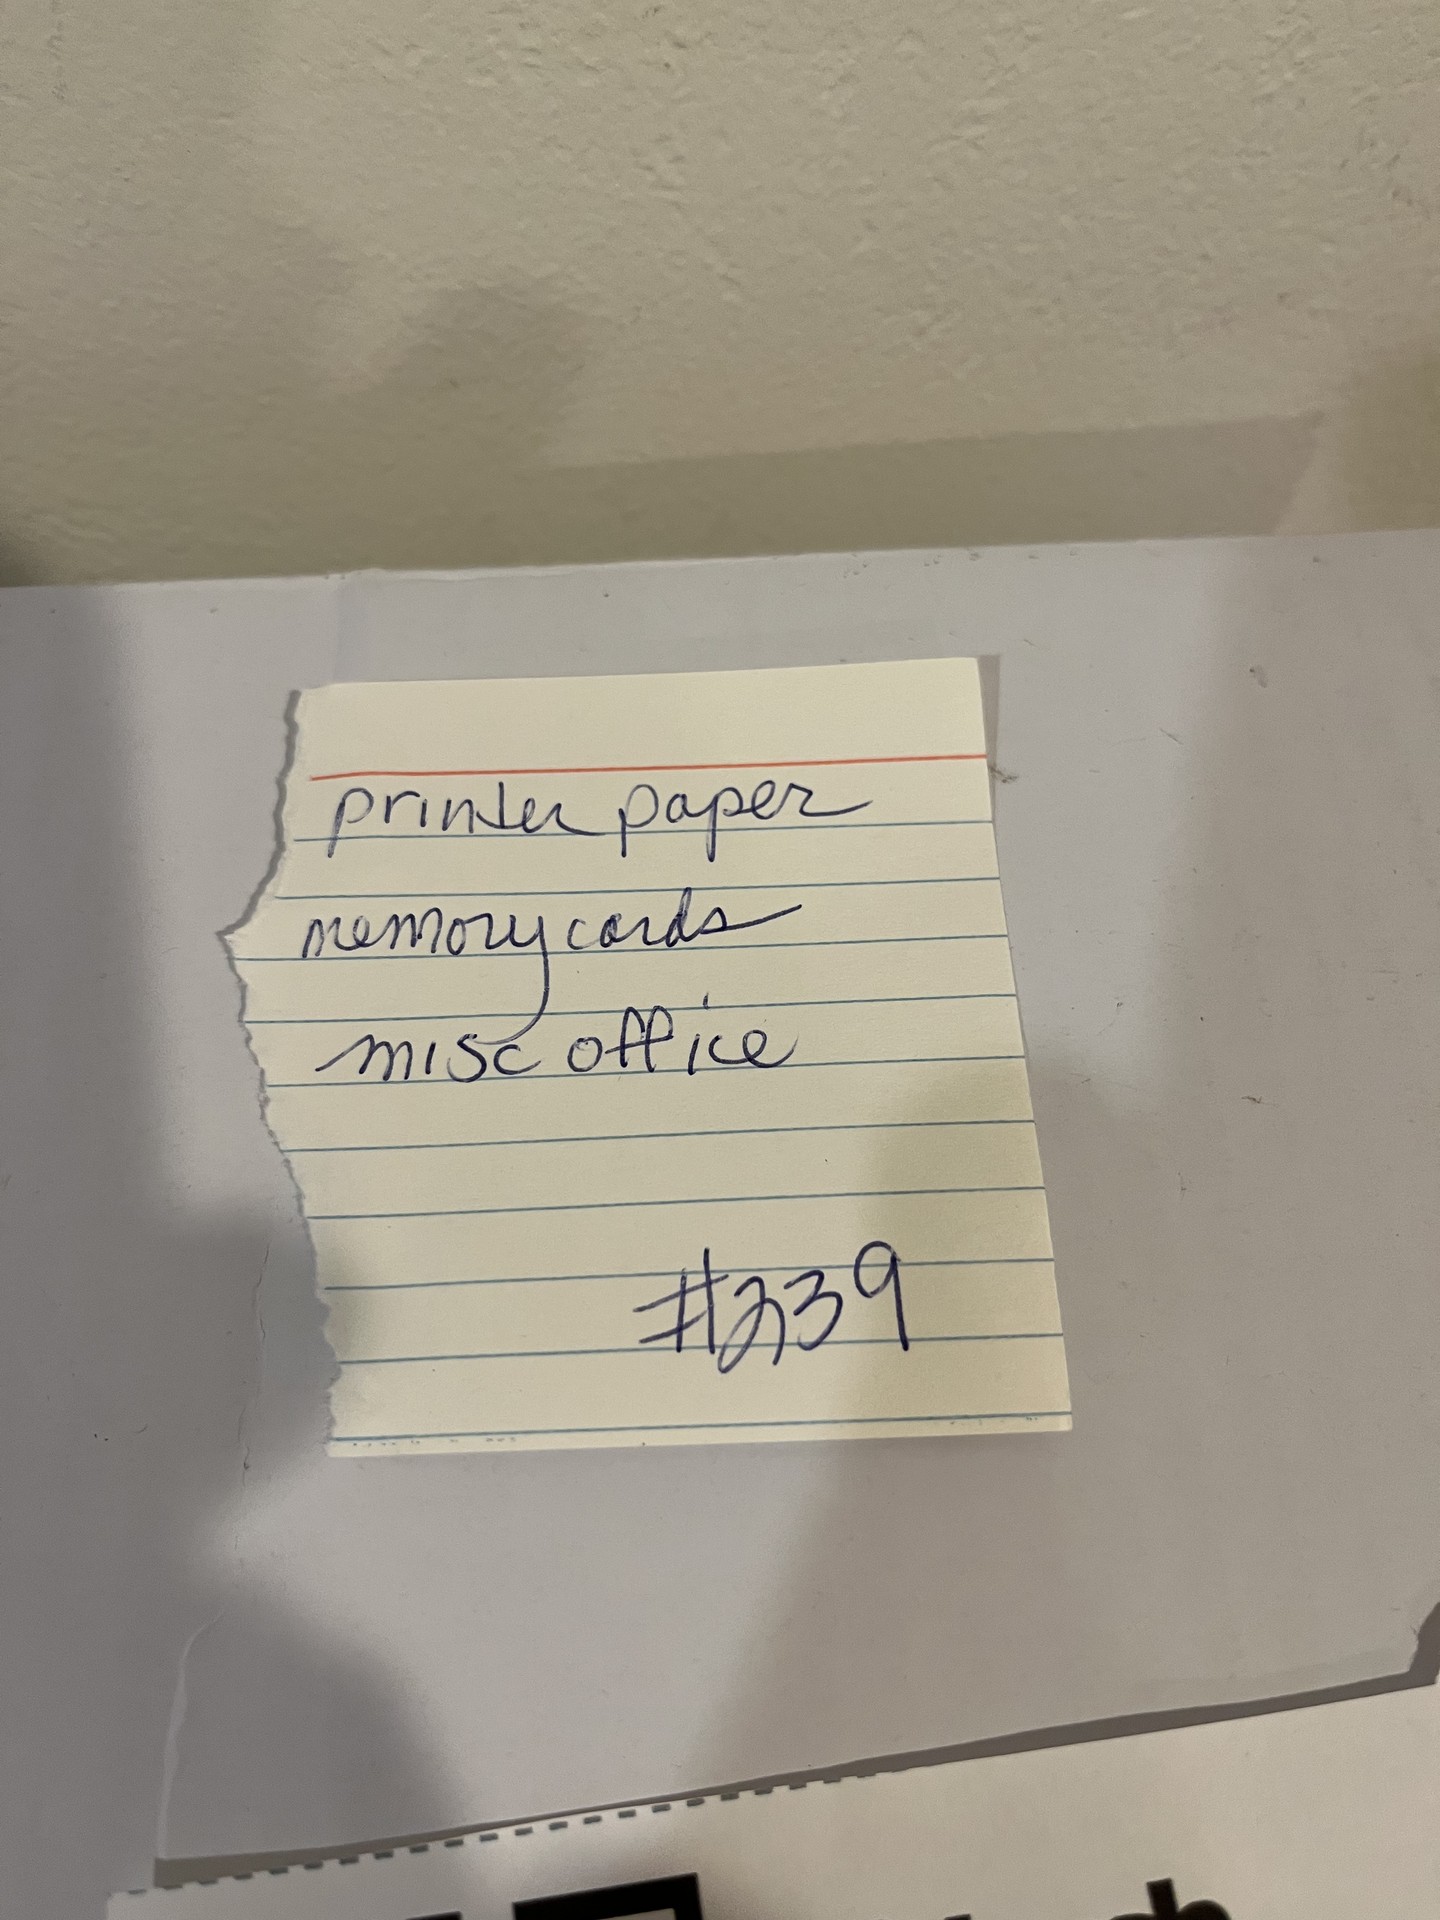 printer paper
memory cards
misc office
#239